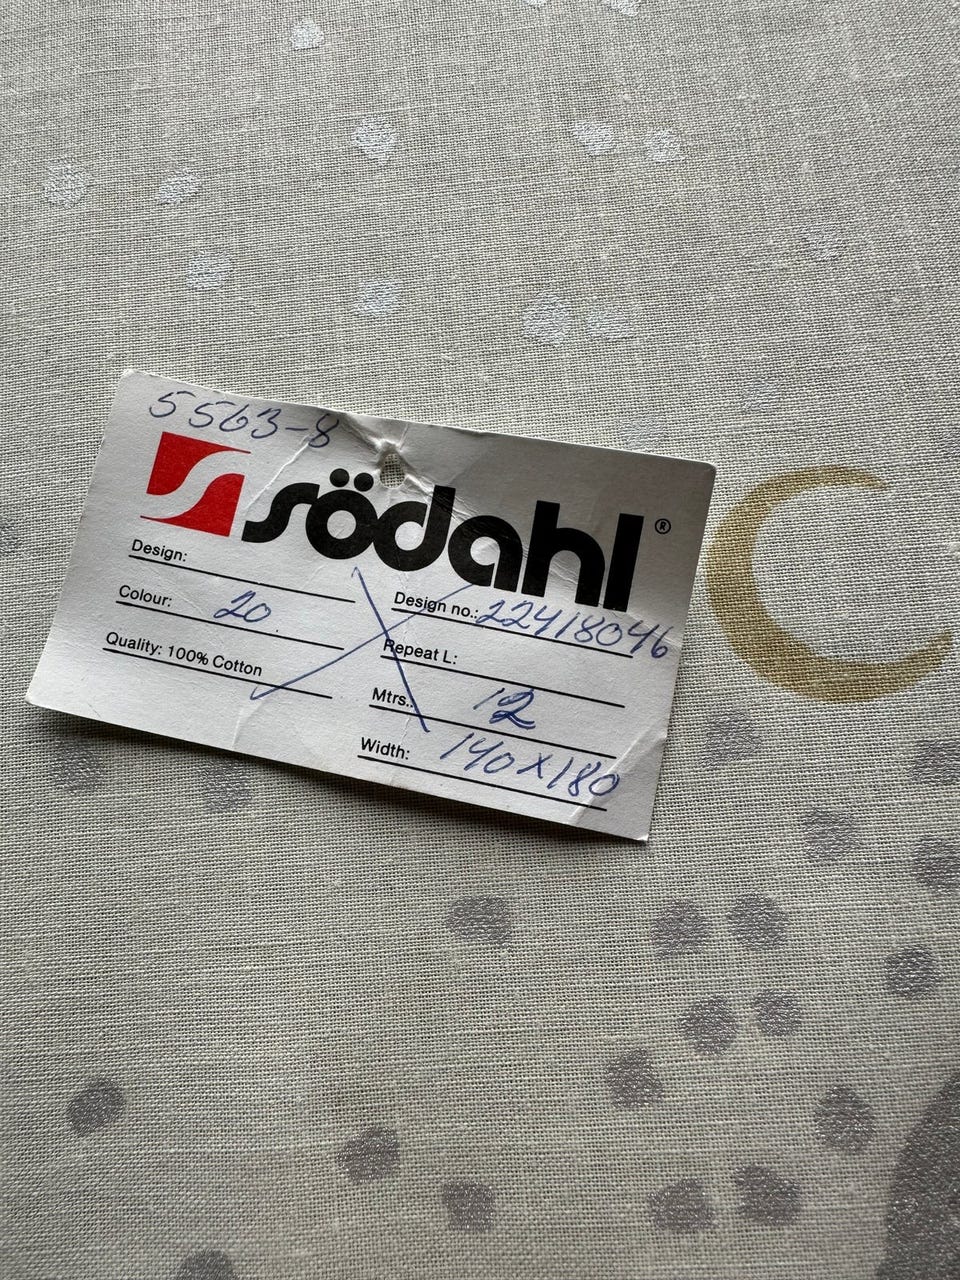 5563-8
södahl®
Design:
Colour: 20
Quality: 100% Cotton
Design no.: 22418046
Repeat L:
Mtrs.: 12
Width: 140x180